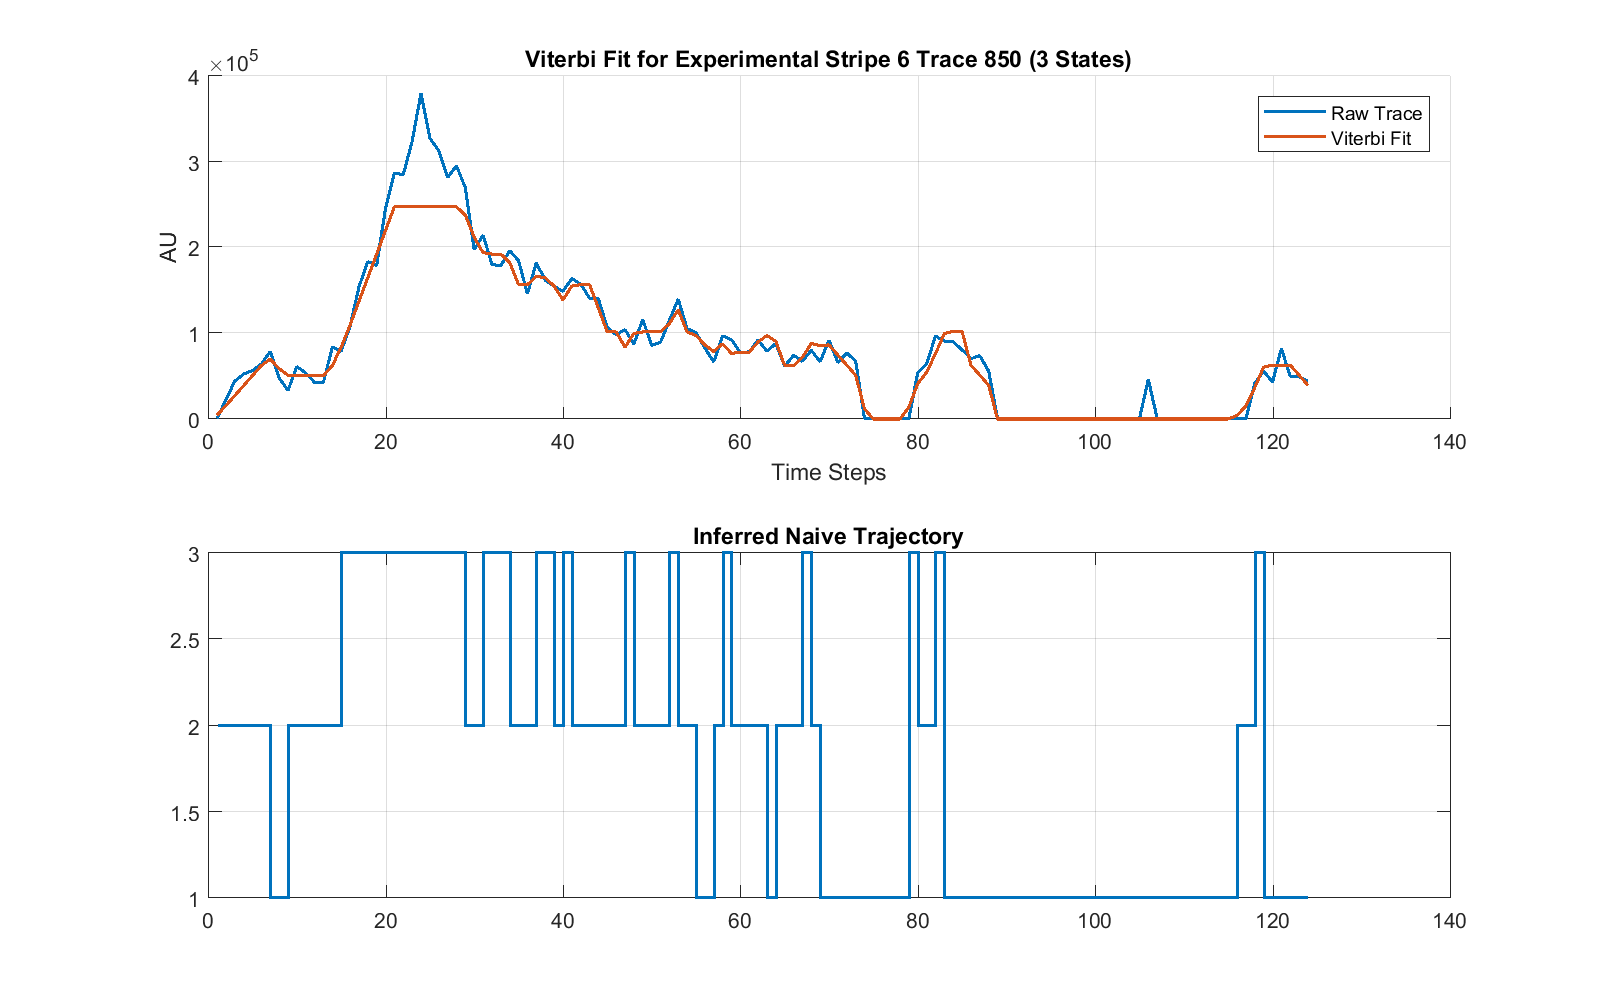 Viterbi Fit for Experimental Stripe 6 Trace 850 (3 States)
×10⁵
4
3
2
1
0
AU
Raw Trace
Viterbi Fit
0 20 40 60 80 100 120 140
Time Steps
Inferred Naive Trajectory
3
2.5
2
1.5
1
0 20 40 60 80 100 120 140